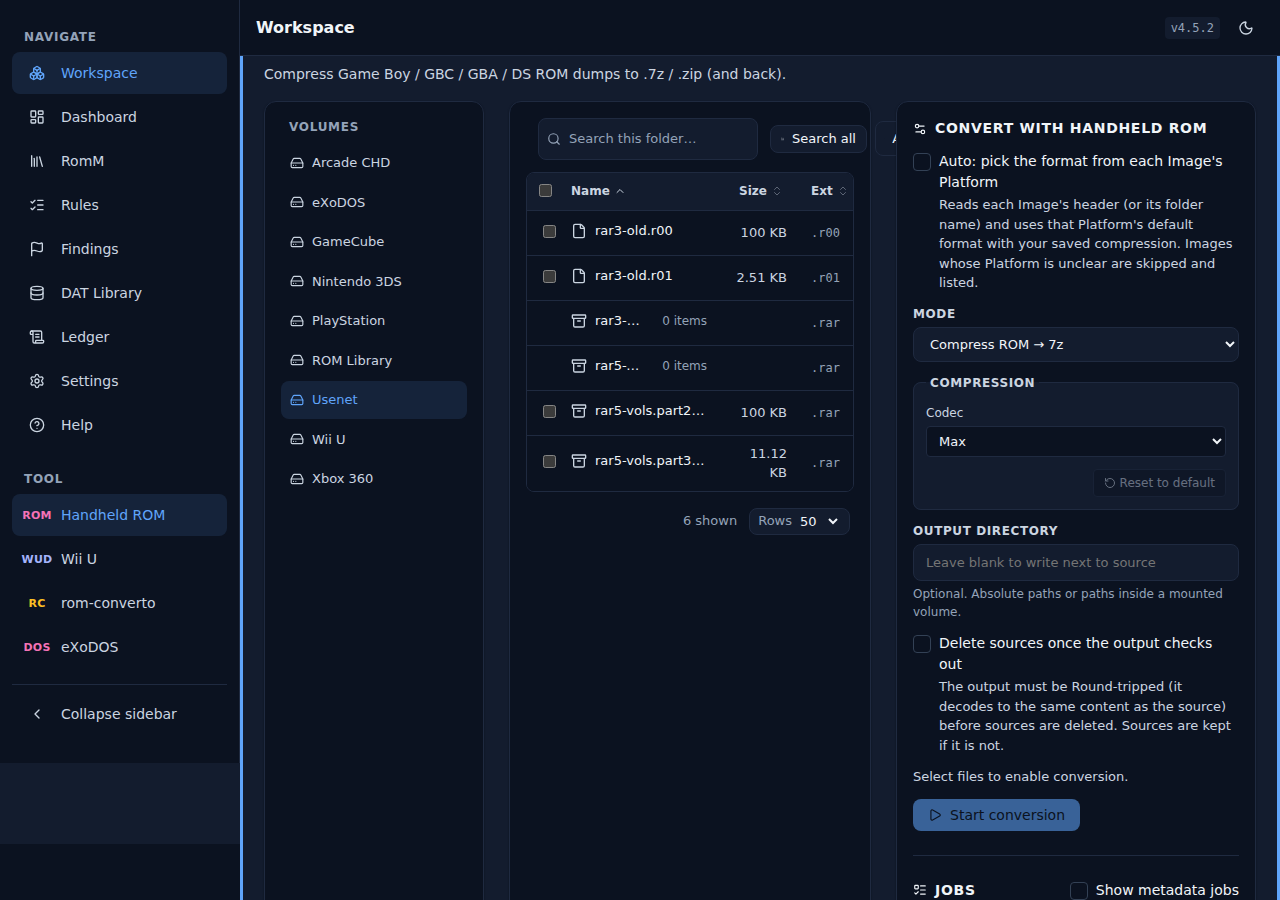 NAVIGATE
Workspace
Dashboard
RomM
Rules
Findings
DAT Library
Ledger
Settings
Help
TOOL
ROM Handheld ROM
WUD Wii U
RC rom-converto
DOS eXoDOS
Collapse sidebar
Workspace
v4.5.2
Compress Game Boy / GBC / GBA / DS ROM dumps to .7z / .zip (and back).
VOLUMES
Arcade CHD
eXoDOS
GameCube
Nintendo 3DS
PlayStation
ROM Library
Usenet
Wii U
Xbox 360
Search this folder…
Search all
Name Size Ext
rar3-old.r00 100 KB .r00
rar3-old.r01 2.51 KB .r01
rar3-… 0 items .rar
rar5-… 0 items .rar
rar5-vols.part2… 100 KB .rar
rar5-vols.part3… 11.12 KB .rar
6 shown Rows 50
CONVERT WITH HANDHELD ROM
Auto: pick the format from each Image's
Platform
Reads each Image's header (or its folder
name) and uses that Platform's default
format with your saved compression. Images
whose Platform is unclear are skipped and
listed.
MODE
Compress ROM → 7z
COMPRESSION
Codec
Max
Reset to default
OUTPUT DIRECTORY
Leave blank to write next to source
Optional. Absolute paths or paths inside a mounted
volume.
Delete sources once the output checks
out
The output must be Round-tripped (it
decodes to the same content as the source)
before sources are deleted. Sources are kept
if it is not.
Select files to enable conversion.
Start conversion
JOBS
Show metadata jobs